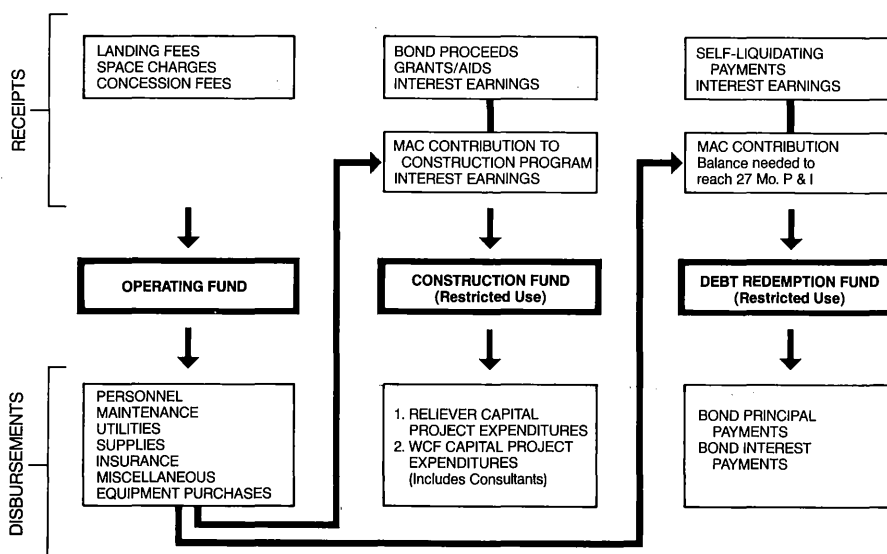 RECEIPTS
LANDING FEES
SPACE CHARGES
CONCESSION FEES
BOND PROCEEDS
GRANTS/AIDS
INTEREST EARNINGS
SELF-LIQUIDATING
PAYMENTS
INTEREST EARNINGS
MAC CONTRIBUTION TO
CONSTRUCTION PROGRAM
INTEREST EARNINGS
MAC CONTRIBUTION
Balance needed to
reach 27 Mo. P & I
OPERATING FUND
CONSTRUCTION FUND
(Restricted Use)
DEBT REDEMPTION FUND
(Restricted Use)
DISBURSEMENTS
PERSONNEL
MAINTENANCE
UTILITIES
SUPPLIES
INSURANCE
MISCELLANEOUS
EQUIPMENT PURCHASES
1. RELIEVER CAPITAL
PROJECT EXPENDITURES
2. WCF CAPITAL PROJECT
EXPENDITURES
(Includes Consultants)
BOND PRINCIPAL
PAYMENTS
BOND INTEREST
PAYMENTS